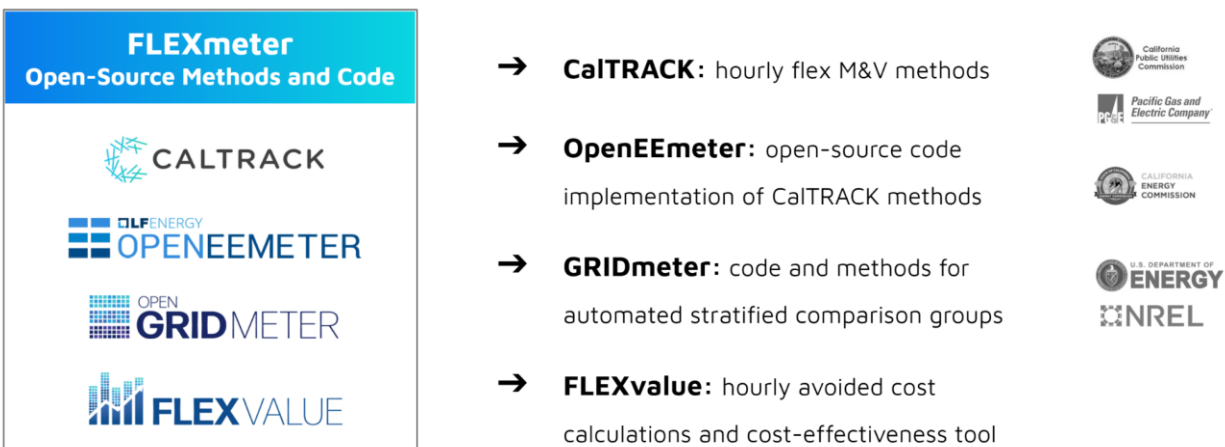 FLEXmeter
Open-Source Methods and Code
CALTRACK
LFENERGY
OPENEEMETER
OPEN
GRIDMETER
FLEXVALUE
➔ CalTRACK: hourly flex M&V methods
➔ OpenEEmeter: open-source code
implementation of CalTRACK methods
➔ GRIDmeter: code and methods for
automated stratified comparison groups
➔ FLEXvalue: hourly avoided cost
calculations and cost-effectiveness tool
California
Public Utilities
Commission
PG&E
Pacific Gas and
Electric Company
CALIFORNIA
ENERGY
COMMISSION
U.S. DEPARTMENT OF
ENERGY
NREL